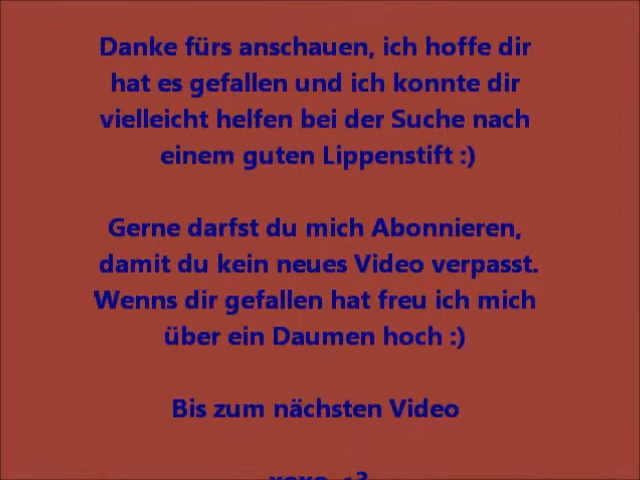 Danke fürs anschauen, ich hoffe dir
hat es gefallen und ich konnte dir
vielleicht helfen bei der Suche nach
einem guten Lippenstift :)
Gerne darfst du mich Abonnieren,
damit du kein neues Video verpasst.
Wenns dir gefallen hat freu ich mich
über ein Daumen hoch :)
Bis zum nächsten Video